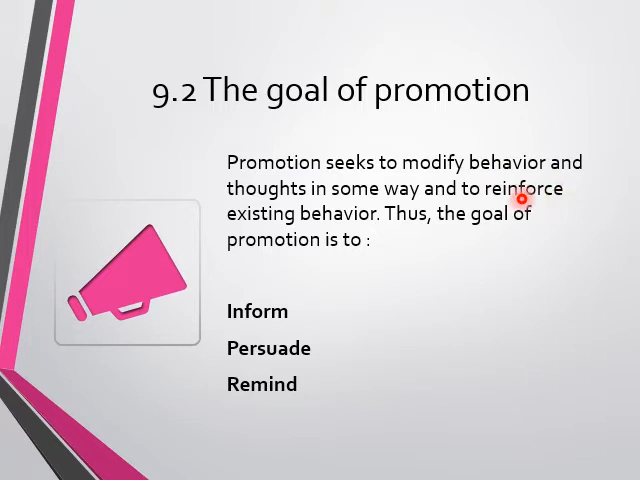 9.2 The goal of promotion
Promotion seeks to modify behavior and
thoughts in some way and to reinforce
existing behavior. Thus, the goal of
promotion is to :
Inform
Persuade
Remind